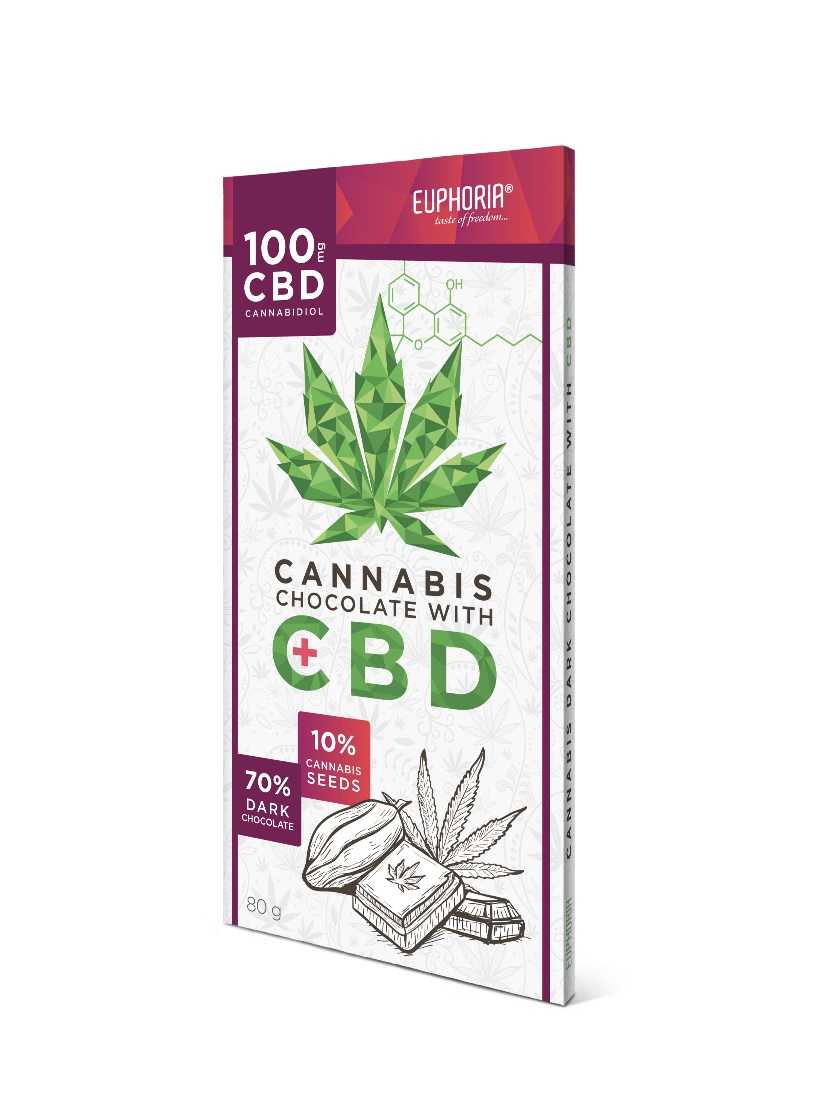 EUPHORIA®
taste of freedom...
100mg
CBD
CANNABIDIOL
OH
O
CANNABIS
CHOCOLATE WITH
CBD
10%
CANNABIS
SEEDS
70%
DARK
CHOCOLATE
80 g
CANNABIS DARK CHOCOLATE WITH CBD
EUPHORIA